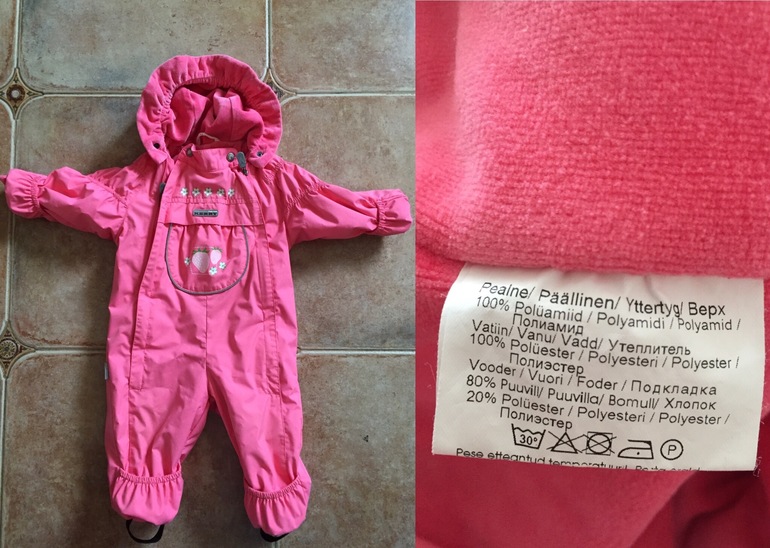 Pealne/ Päällinen/ Yttertyg/ Верх
100% Polüamiid / Polyamidi / Polyamid /
Полиамид
Vatiin/ Vanu/ Vadd/ Утеплитель
100% Polüester / Polyesteri / Polyester /
Полиэстер
Vooder / Vuori / Foder / Подкладка
80% Puuvill/ Puuvilla/ Bomull/ Хлопок
20% Polüester / Polyesteri / Polyester /
Полиэстер
30° P
Pese etteantud temperatuuril